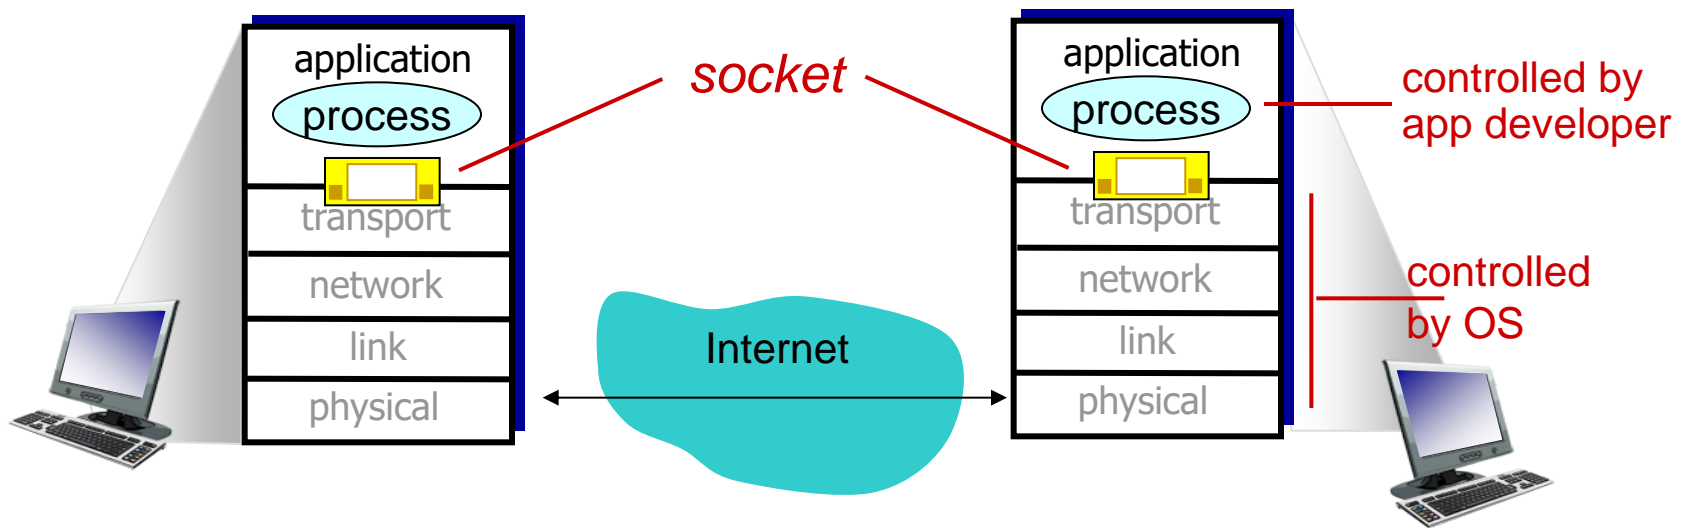 application
process
transport
network
link
physical
socket
Internet
application
process
transport
network
link
physical
controlled by
app developer
controlled
by OS